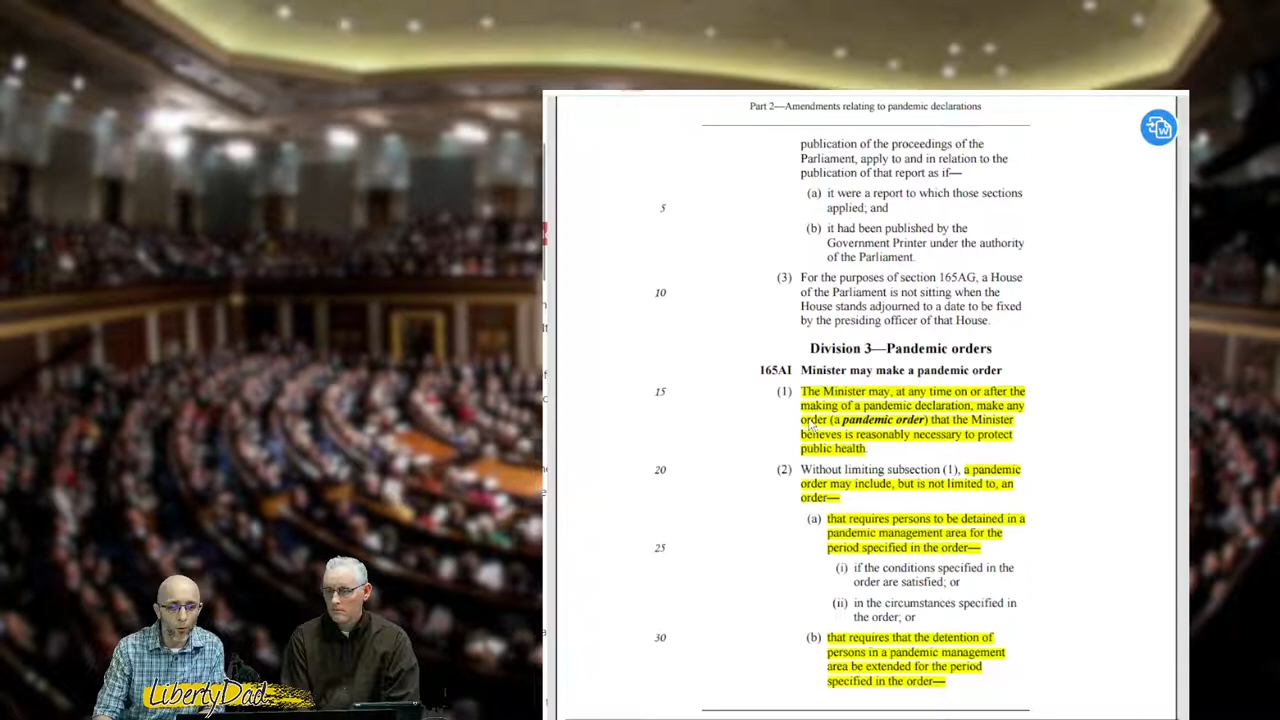 Part 2—Amendments relating to pandemic declarations
publication of the proceedings of the
Parliament, apply to and in relation to the
publication of that report as if—
(a) it were a report to which those sections
5 applied; and
(b) it had been published by the
Government Printer under the authority
of the Parliament.
(3) For the purposes of section 165AG, a House
10 of the Parliament is not sitting when the
House stands adjourned to a date to be fixed
by the presiding officer of that House.
Division 3—Pandemic orders
165AI Minister may make a pandemic order
15 (1) The Minister may, at any time on or after the
making of a pandemic declaration, make any
order (a pandemic order) that the Minister
believes is reasonably necessary to protect
public health.
20 (2) Without limiting subsection (1), a pandemic
order may include, but is not limited to, an
order—
(a) that requires persons to be detained in a
pandemic management area for the
25 period specified in the order—
(i) if the conditions specified in the
order are satisfied; or
(ii) in the circumstances specified in
the order; or
30 (b) that requires that the detention of
persons in a pandemic management
area be extended for the period
specified in the order—
LibertyDad